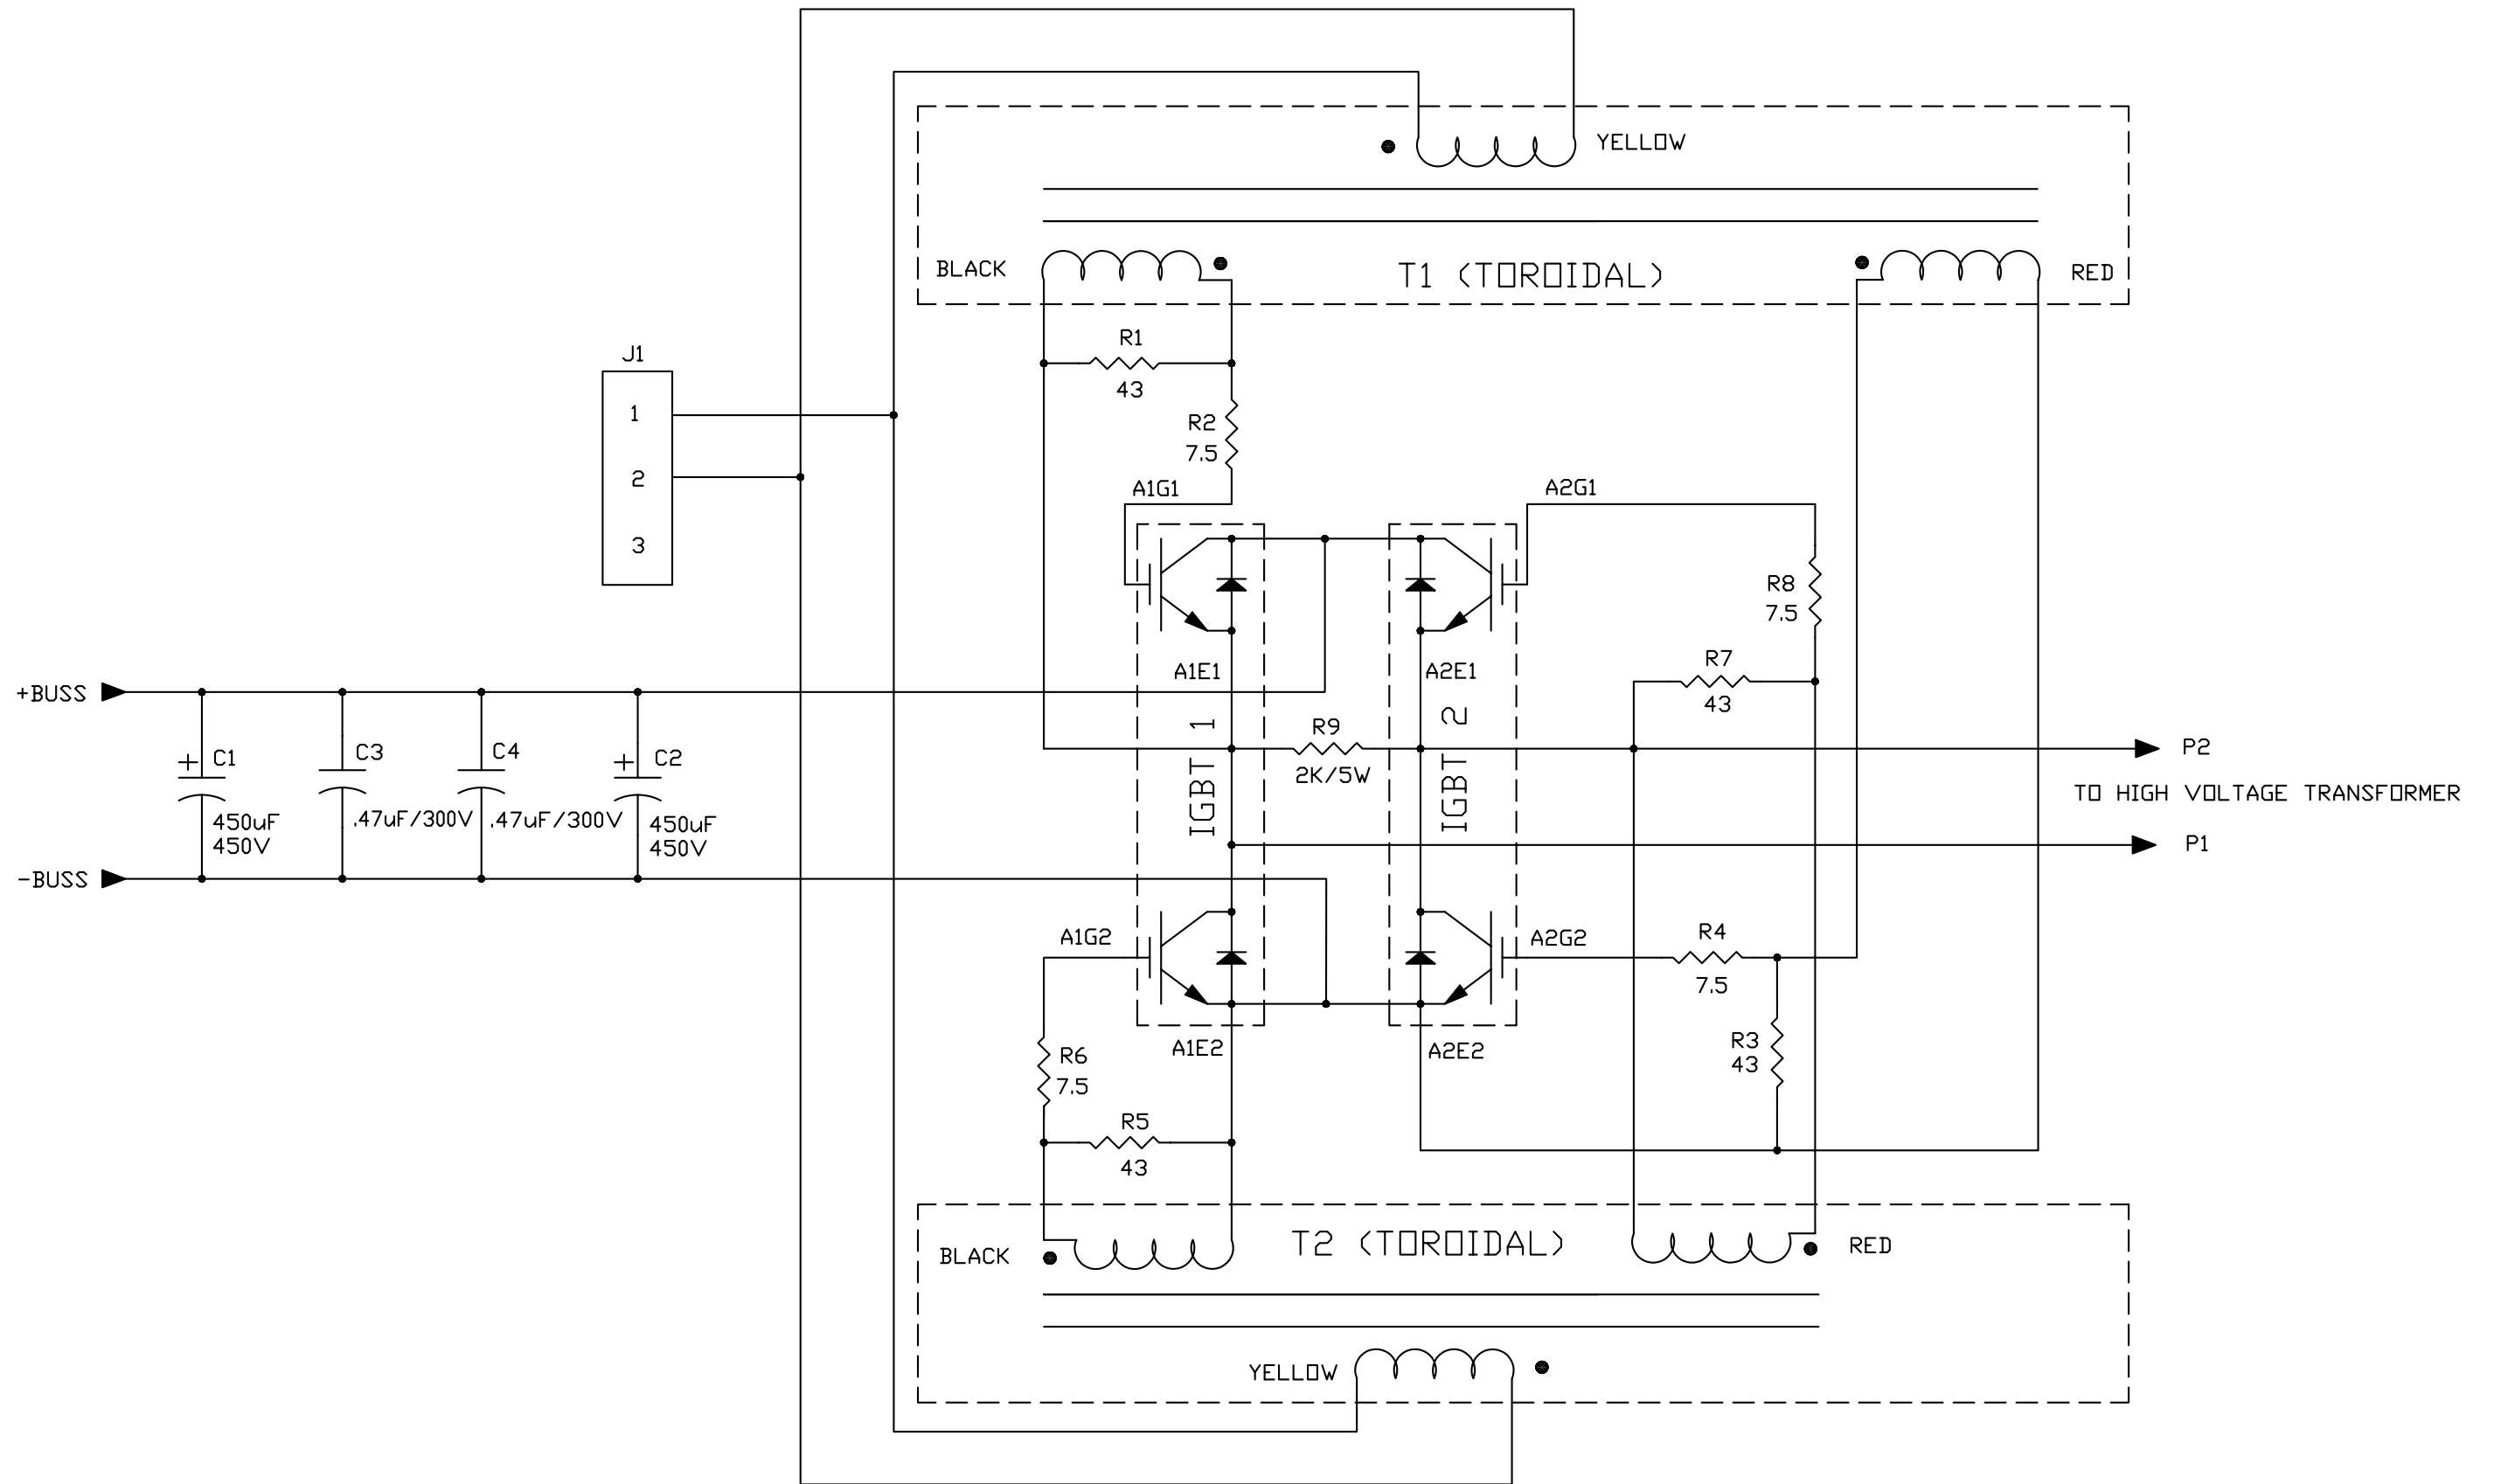 YELLOW
BLACK
T1 (TOROIDAL)
RED
R1
43
J1
1
2
3
R2
7.5
A1G1
A2G1
R8
7.5
A1E1
A2E1
R7
43
+BUSS
C1
450uF
450V
C3
.47uF/300V
C4
.47uF/300V
C2
450uF
450V
-BUSS
IGBT 1
R9
2K/5W
IGBT 2
P2
TO HIGH VOLTAGE TRANSFORMER
P1
A1G2
A2G2
R4
7.5
A1E2
A2E2
R3
43
R6
7.5
R5
43
BLACK
T2 (TOROIDAL)
RED
YELLOW